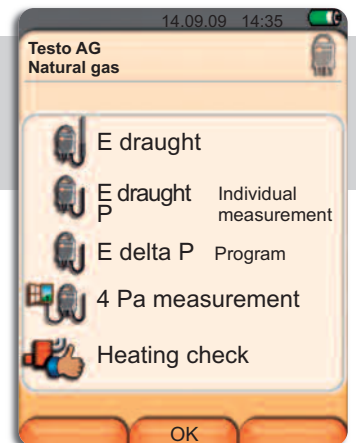 14.09.09 14:35
Testo AG
Natural gas
E draught
E draught Individual
P measurement
E delta P Program
4 Pa measurement
Heating check
OK